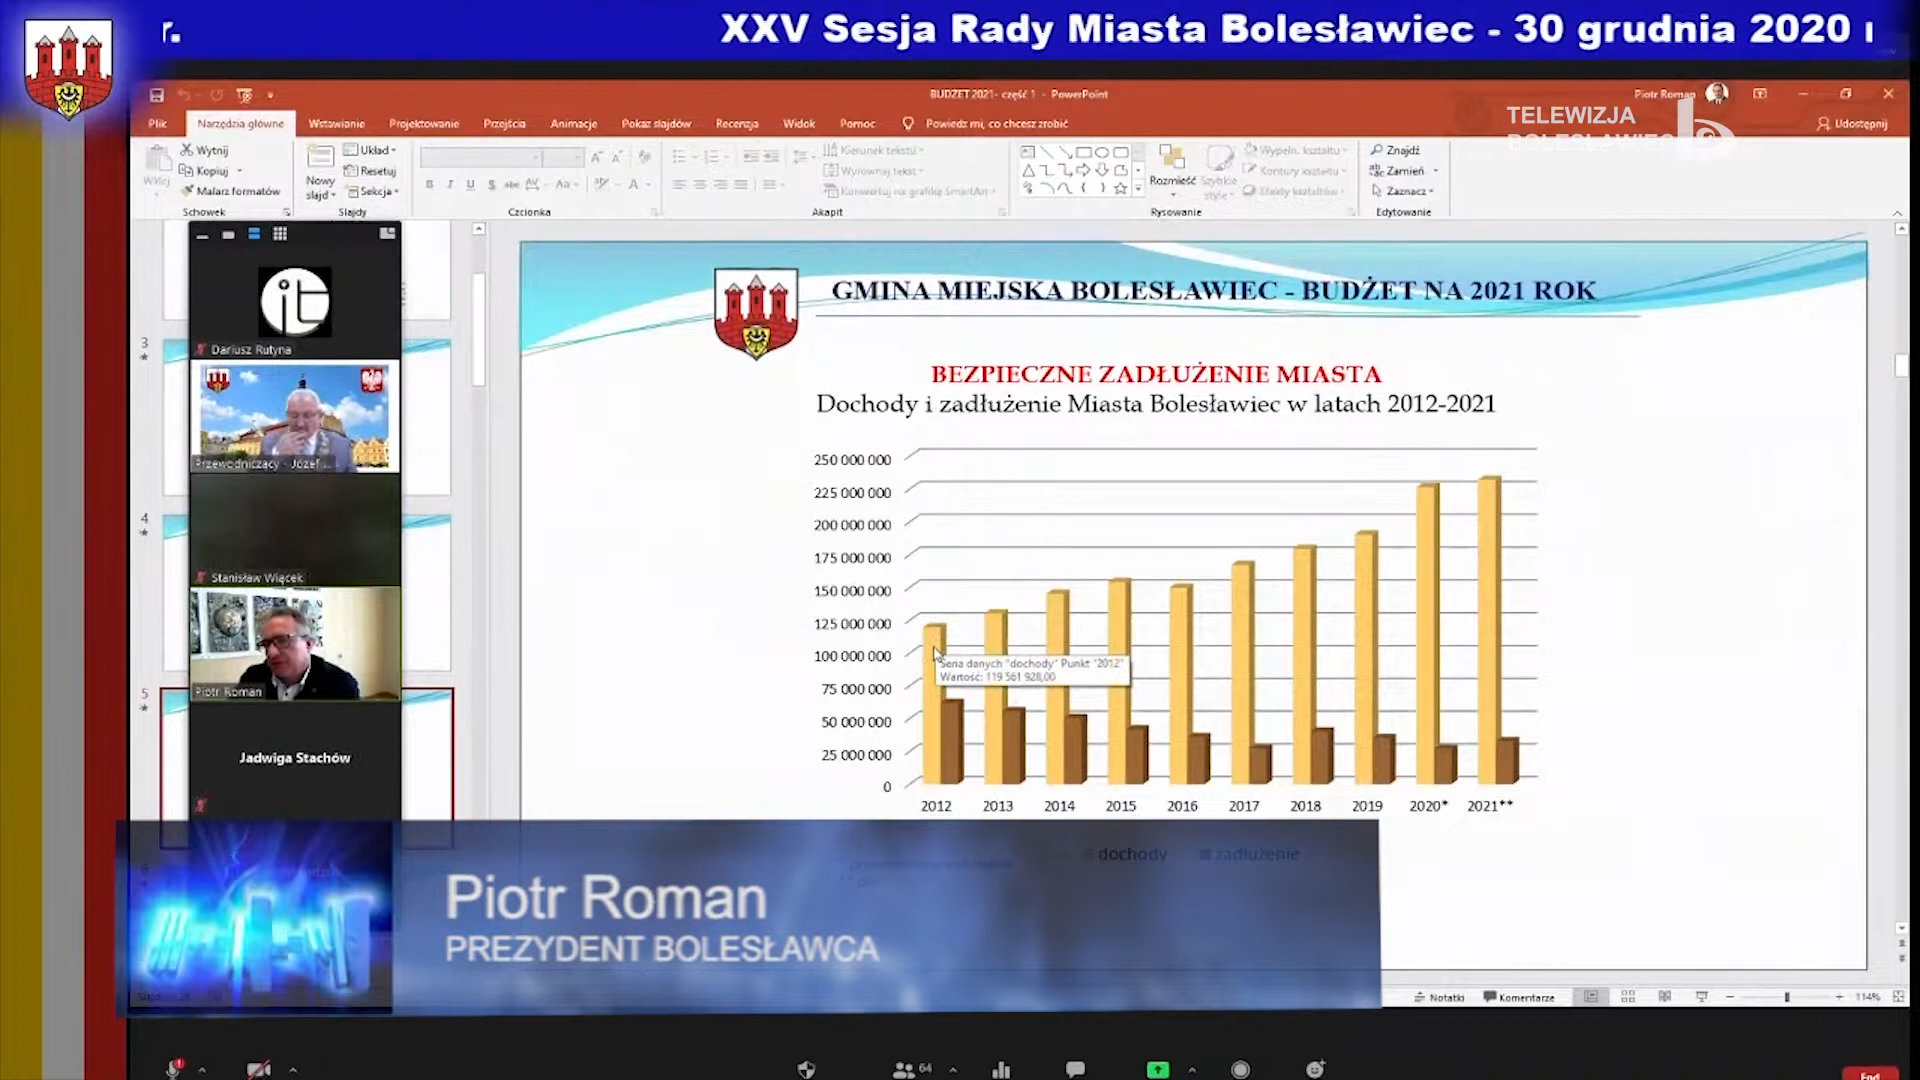 r.
XXV Sesja Rady Miasta Bolesławiec - 30 grudnia 2020 r
BUDŻET 2021- część 1 - PowerPoint
Piotr Roman
TELEWIZJA
BOLESŁAWIEC
Plik
Narzędzia główne
Wstawianie
Projektowanie
Przejścia
Animacje
Pokaz slajdów
Recenzja
Widok
Pomoc
Powiedz mi, co chcesz zrobić
Udostępnij
Wklej
Wytnij
Kopiuj
Malarz formatów
Schowek
Nowy
slajd
Układ
Resetuj
Sekcja
Slajdy
Czcionka
Kierunek tekstu
Wyrównaj tekst
Konwertuj na grafikę SmartArt
Akapit
Rozmieść
Szybkie
style
Wypełn. kształtu
Kontury kształtu
Efekty kształtów
Rysowanie
Znajdź
Zamień
Zaznacz
Edytowanie
3
4
5
Dariusz Rutyna
Przewodniczący - Józef ...
Stanisław Wiącek
Piotr Roman
Jadwiga Stachów
GMINA MIEJSKA BOLESŁAWIEC - BUDŻET NA 2021 ROK
BEZPIECZNE ZADŁUŻENIE MIASTA
Dochody i zadłużenie Miasta Bolesławiec w latach 2012-2021
250 000 000
225 000 000
200 000 000
175 000 000
150 000 000
125 000 000
100 000 000
75 000 000
50 000 000
25 000 000
0
Seria danych "dochody" Punkt "2012"
Wartość: 119 561 928,00
2012 2013 2014 2015 2016 2017 2018 2019 2020* 2021**
dochody zadłużenie
Piotr Roman
PREZYDENT BOLESŁAWCA
Notatki
Komentarze
114%
64
End